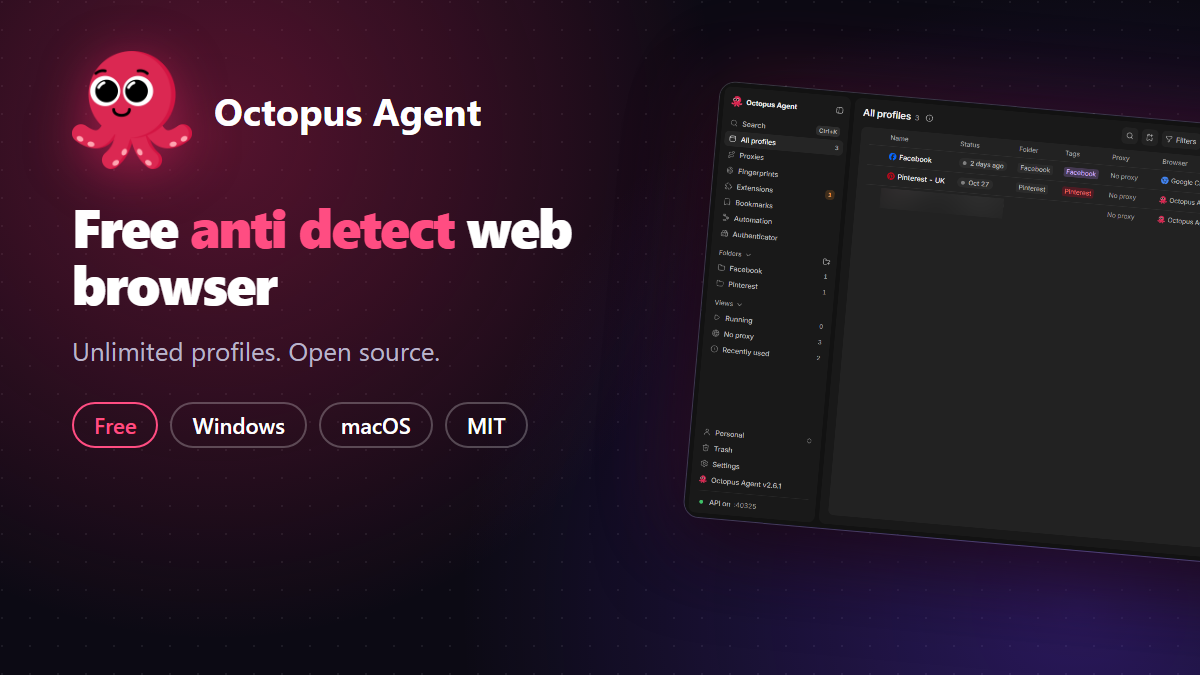 Octopus Agent
Free anti detect web
browser
Unlimited profiles. Open source.
Free
Windows
macOS
MIT
Octopus Agent
Search Ctrl+K
All profiles 3
Proxies
Fingerprints
Extensions 3
Bookmarks
Automation
Authenticator
Folders
Facebook 1
Pinterest 1
Views
Running 0
No proxy 3
Recently used 2
Personal
Trash
Settings
Octopus Agent v2.6.1
API on :40325
All profiles 3
Filters
Name Status Folder Tags Proxy Browser
Facebook 2 days ago Facebook Facebook No proxy Google C
Pinterest - UK Oct 27 Pinterest Pinterest No proxy Octopus A
No proxy Octopus A